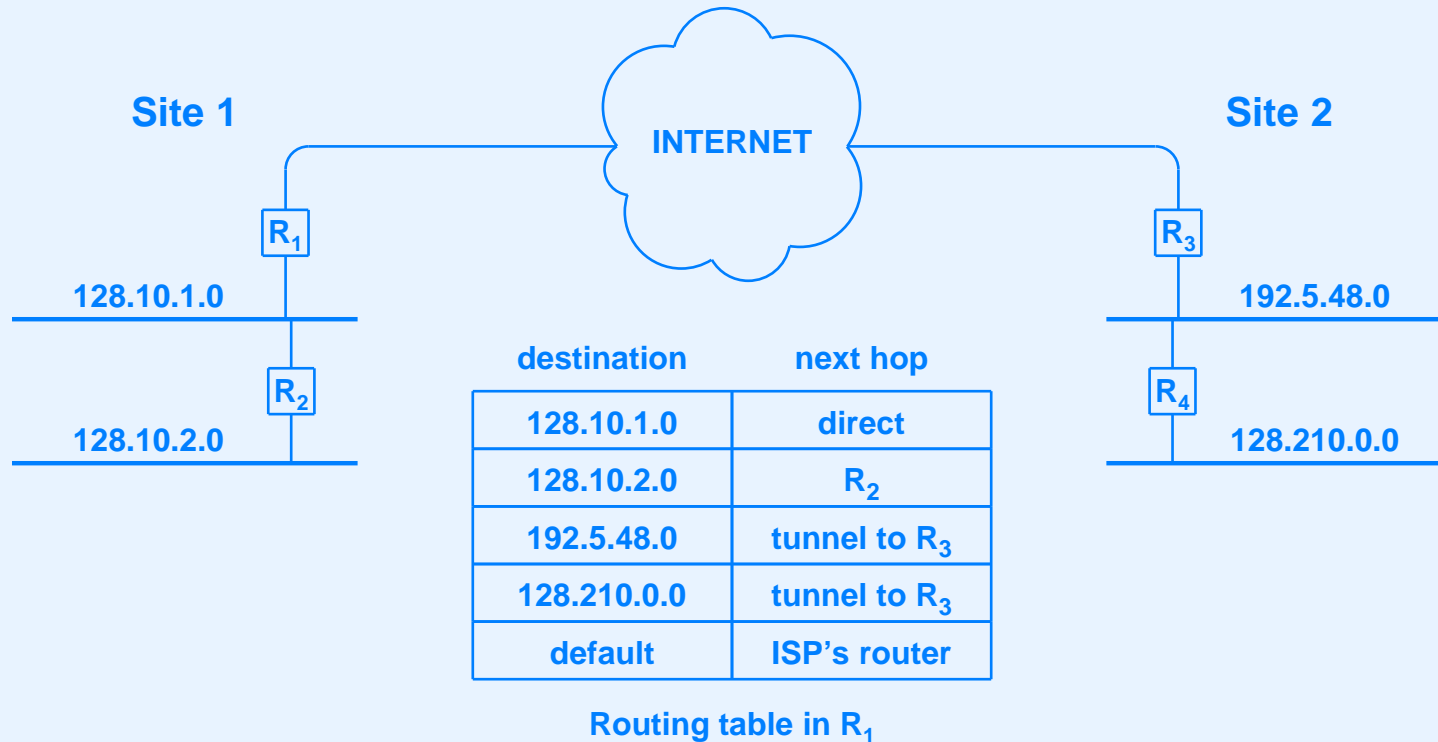 Site 1
INTERNET
Site 2
R1
R3
128.10.1.0
192.5.48.0
R2
R4
128.10.2.0
128.210.0.0
destination next hop
128.10.1.0 direct
128.10.2.0 R2
192.5.48.0 tunnel to R3
128.210.0.0 tunnel to R3
default ISP’s router
Routing table in R1